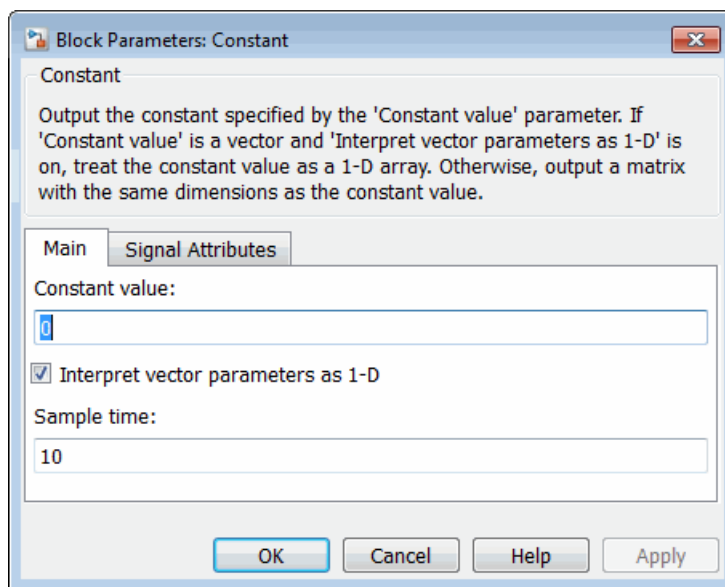 Block Parameters: Constant
Constant
Output the constant specified by the 'Constant value' parameter. If
'Constant value' is a vector and 'Interpret vector parameters as 1-D' is
on, treat the constant value as a 1-D array. Otherwise, output a matrix
with the same dimensions as the constant value.
Main Signal Attributes
Constant value:
0
Interpret vector parameters as 1-D
Sample time:
10
OK Cancel Help Apply